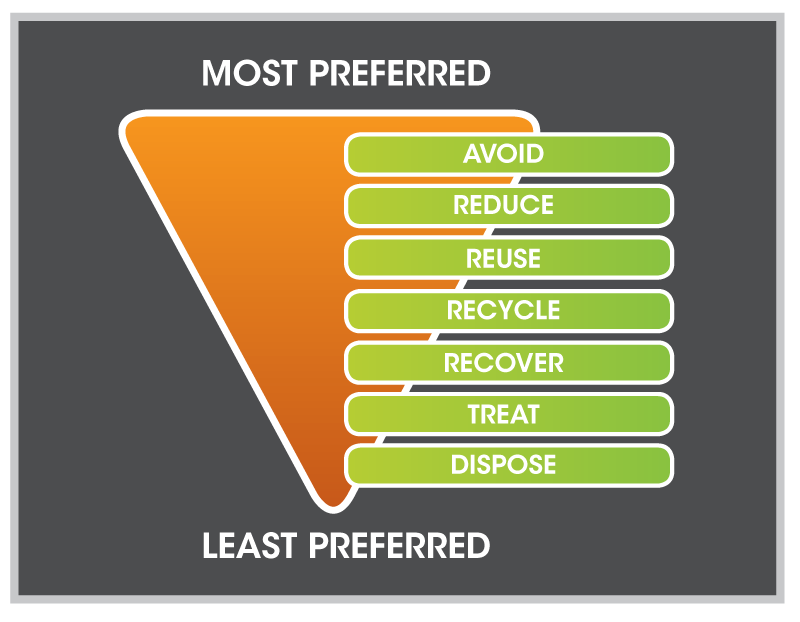 MOST PREFERRED
AVOID
REDUCE
REUSE
RECYCLE
RECOVER
TREAT
DISPOSE
LEAST PREFERRED